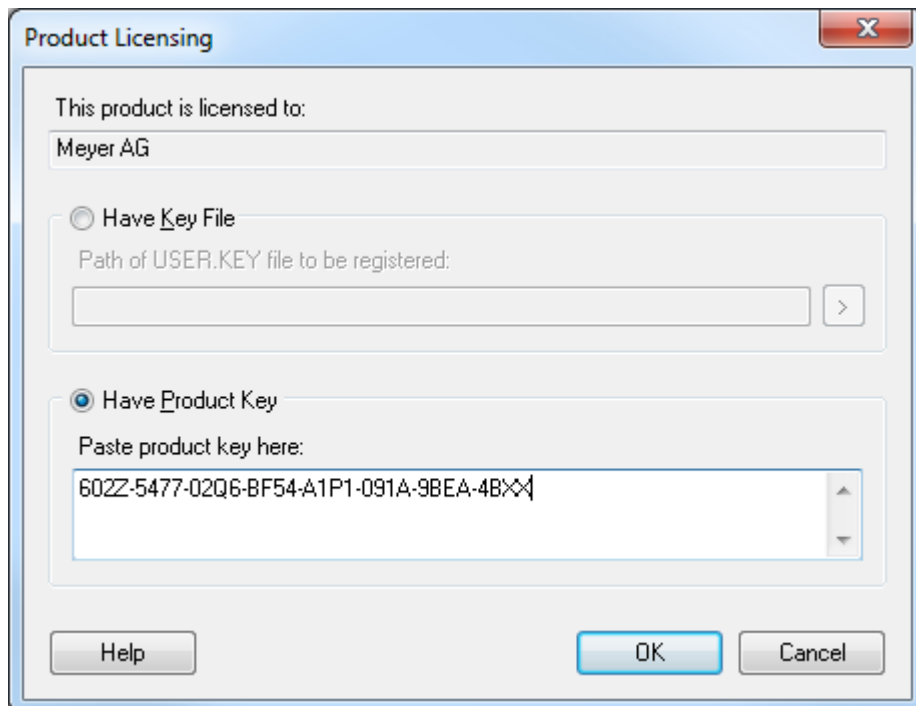 Product Licensing
This product is licensed to:
Meyer AG
Have Key File
Path of USER.KEY file to be registered:
>
Have Product Key
Paste product key here:
602Z-5477-02Q6-BF54-A1P1-091A-9BEA-4BXX
Help
OK
Cancel